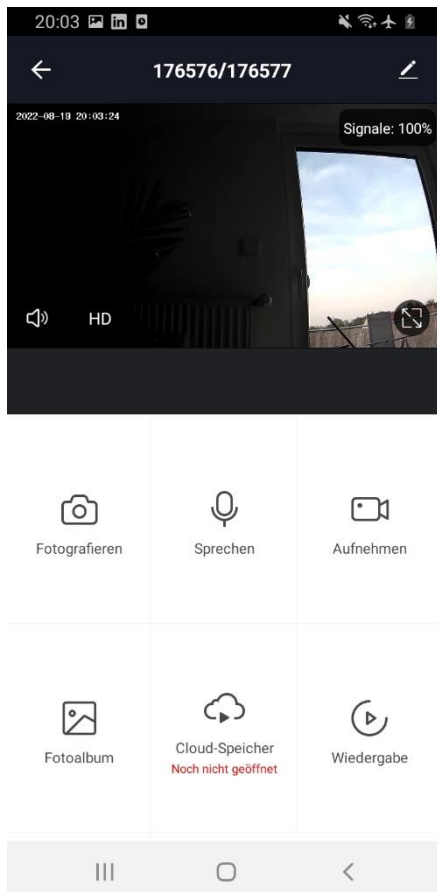 20:03
176576/176577
2022-08-19 20:03:24
Signale: 100%
HD
Fotografieren
Sprechen
Aufnehmen
Fotoalbum
Cloud-Speicher
Noch nicht geöffnet
Wiedergabe